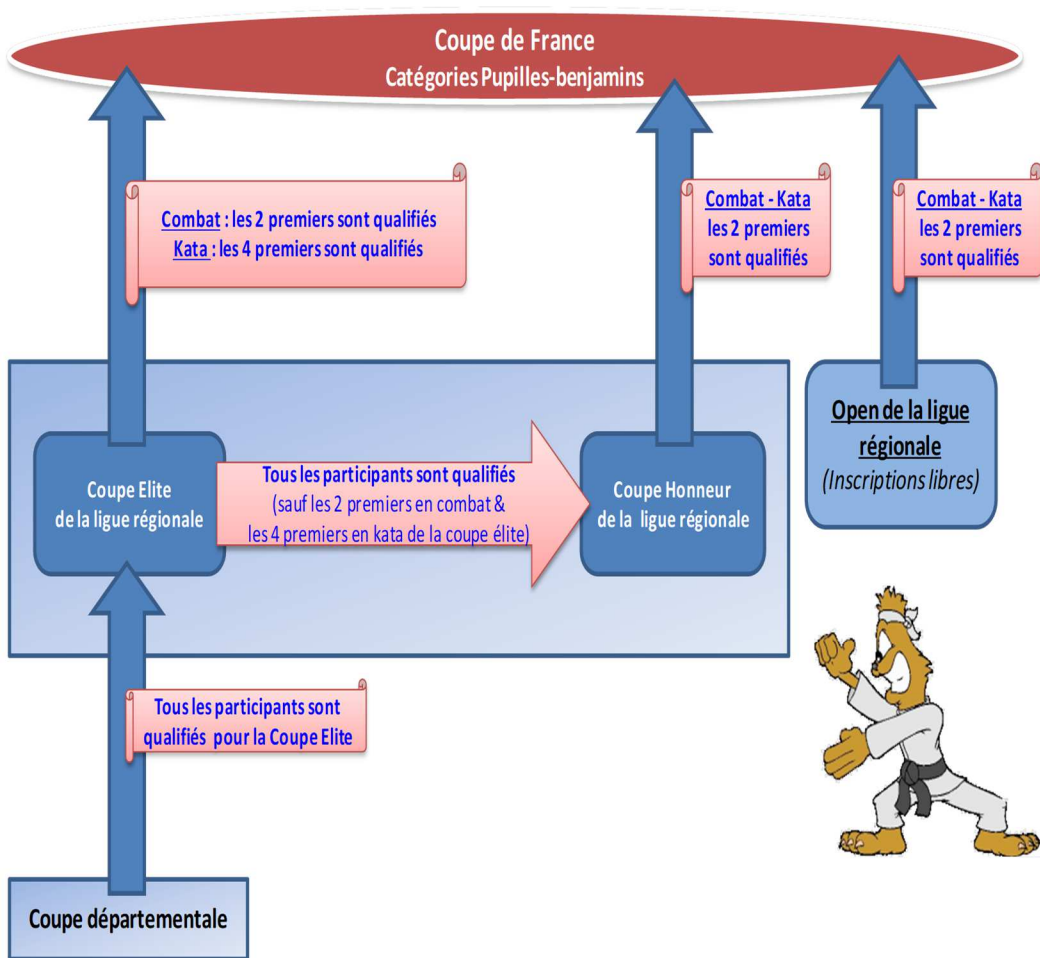 Coupe de France
Catégories Pupilles-benjamins
Combat : les 2 premiers sont qualifiés
Kata : les 4 premiers sont qualifiés
Combat - Kata
les 2 premiers
sont qualifiés
Combat - Kata
les 2 premiers
sont qualifiés
Coupe Elite
de la ligue régionale
Tous les participants sont qualifiés
(sauf les 2 premiers en combat &
les 4 premiers en kata de la coupe élite)
Coupe Honneur
de la ligue régionale
Open de la ligue
régionale
(Inscriptions libres)
Tous les participants sont
qualifiés pour la Coupe Elite
Coupe départementale